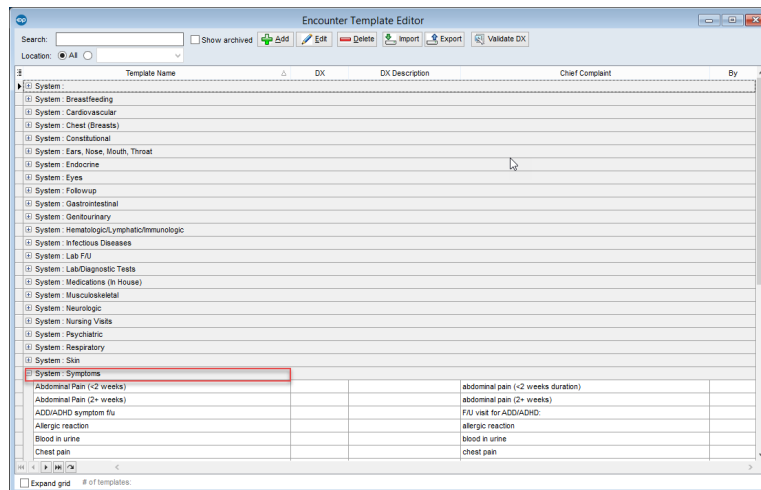 op
Encounter Template Editor
Search: Show archived Add Edit Delete Import Export Validate DX
Location: All
Template Name DX DX Description Chief Complaint By
System :
System : Breastfeeding
System : Cardiovascular
System : Chest (Breasts)
System : Constitutional
System : Ears, Nose, Mouth, Throat
System : Endocrine
System : Eyes
System : Followup
System : Gastrointestinal
System : Genitourinary
System : Hematologic/Lymphatic/Immunologic
System : Infectious Diseases
System : Lab F/U
System : Lab/Diagnostic Tests
System : Medications (In House)
System : Musculoskeletal
System : Neurologic
System : Nursing Visits
System : Psychiatric
System : Respiratory
System : Skin
System : Symptoms
Abdominal Pain (<2 weeks) abdominal pain (<2 weeks duration)
Abdominal Pain (2+ weeks) abdominal pain (2+ weeks)
ADD/ADHD symptom f/u F/U visit for ADD/ADHD:
Allergic reaction allergic reaction
Blood in urine blood in urine
Chest pain chest pain
Expand grid # of templates: